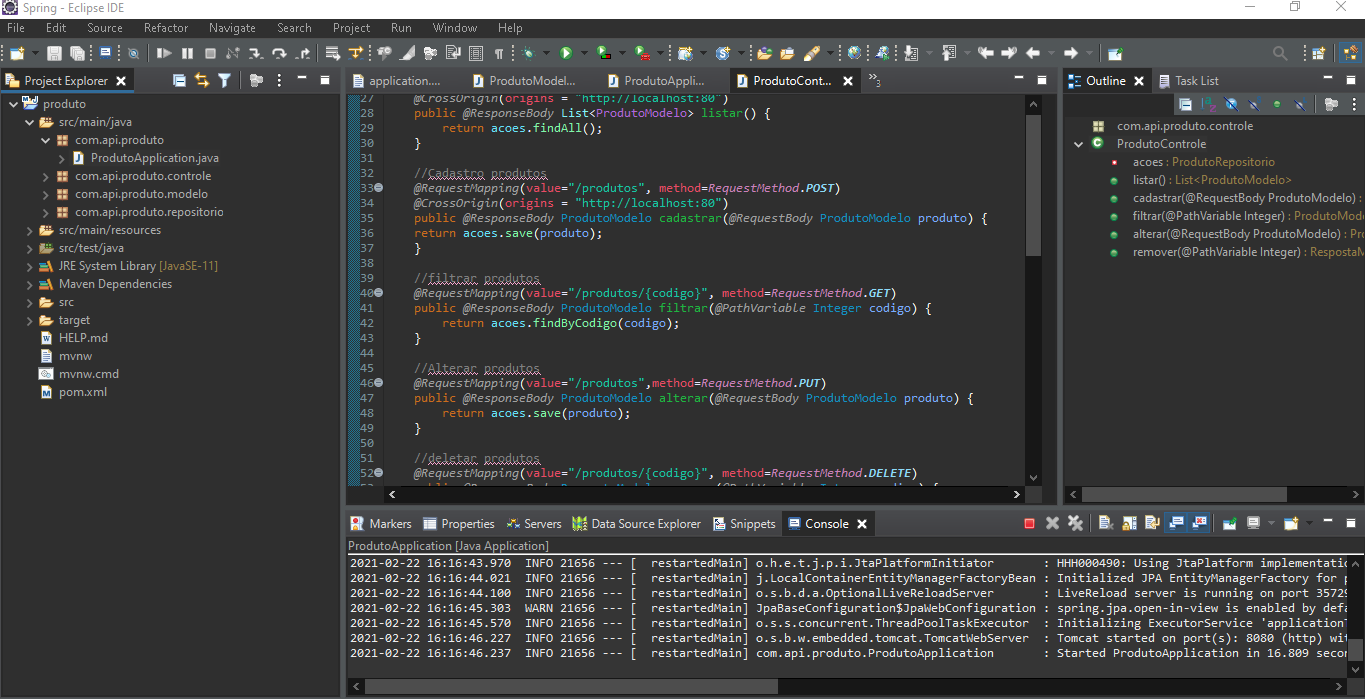 Spring - Eclipse IDE
File Edit Source Refactor Navigate Search Project Run Window Help
Project Explorer
produto
src/main/java
com.api.produto
ProdutoApplication.java
com.api.produto.controle
com.api.produto.modelo
com.api.produto.repositorio
src/main/resources
src/test/java
JRE System Library [JavaSE-11]
Maven Dependencies
src
target
HELP.md
mvnw
mvnw.cmd
pom.xml
application....
ProdutoModel...
ProdutoAppli...
ProdutoCont...
3
27 @CrossOrigin(origins = "http://localhost:80")
28 public @ResponseBody List<ProdutoModelo> listar() {
29 return acoes.findAll();
30 }
31
32 //Cadastro produtos
33 @RequestMapping(value="/produtos", method=RequestMethod.POST)
34 @CrossOrigin(origins = "http://localhost:80")
35 public @ResponseBody ProdutoModelo cadastrar(@RequestBody ProdutoModelo produto) {
36 return acoes.save(produto);
37 }
38
39 //filtrar produtos
40 @RequestMapping(value="/produtos/{codigo}", method=RequestMethod.GET)
41 public @ResponseBody ProdutoModelo filtrar(@PathVariable Integer codigo) {
42 return acoes.findByCodigo(codigo);
43 }
44
45 //Alterar produtos
46 @RequestMapping(value="/produtos",method=RequestMethod.PUT)
47 public @ResponseBody ProdutoModelo alterar(@RequestBody ProdutoModelo produto) {
48 return acoes.save(produto);
49 }
50
51 //deletar produtos
52 @RequestMapping(value="/produtos/{codigo}", method=RequestMethod.DELETE)
Outline
Task List
com.api.produto.controle
ProdutoControle
acoes : ProdutoRepositorio
listar() : List<ProdutoModelo>
cadastrar(@RequestBody ProdutoModelo) :
filtrar(@PathVariable Integer) : ProdutoMod
alterar(@RequestBody ProdutoModelo) : Pr
remover(@PathVariable Integer) : Resposta
Markers Properties Servers Data Source Explorer Snippets Console
ProdutoApplication [Java Application]
2021-02-22 16:16:43.970 INFO 21656 --- [ restartedMain] o.h.e.t.j.p.i.JtaPlatformInitiator : HHH000490: Using JtaPlatform implementati
2021-02-22 16:16:44.021 INFO 21656 --- [ restartedMain] j.LocalContainerEntityManagerFactoryBean : Initialized JPA EntityManagerFactory for p
2021-02-22 16:16:44.100 INFO 21656 --- [ restartedMain] o.s.b.d.a.OptionalLiveReloadServer : LiveReload server is running on port 35729
2021-02-22 16:16:45.303 WARN 21656 --- [ restartedMain] JpaBaseConfiguration$JpaWebConfiguration : spring.jpa.open-in-view is enabled by defa
2021-02-22 16:16:45.570 INFO 21656 --- [ restartedMain] o.s.s.concurrent.ThreadPoolTaskExecutor : Initializing ExecutorService 'application
2021-02-22 16:16:46.227 INFO 21656 --- [ restartedMain] o.s.b.w.embedded.tomcat.TomcatWebServer : Tomcat started on port(s): 8080 (http) wit
2021-02-22 16:16:46.237 INFO 21656 --- [ restartedMain] com.api.produto.ProdutoApplication : Started ProdutoApplication in 16.809 secon